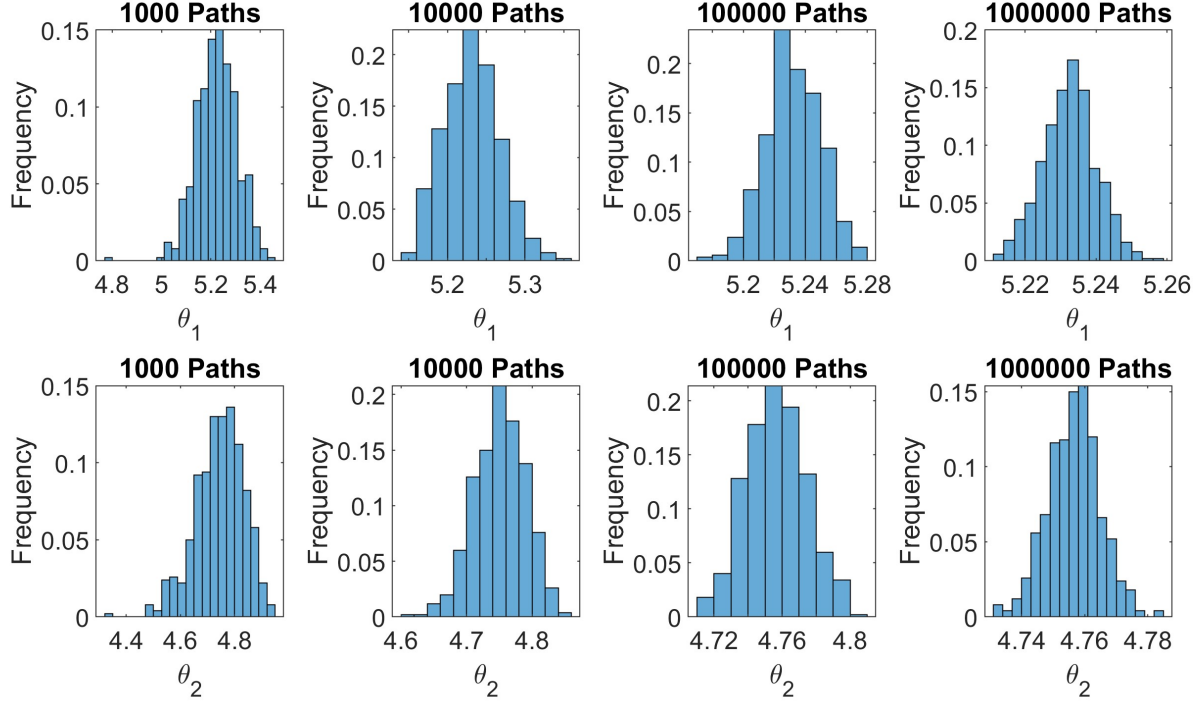 1000 Paths
0.15
0.1
0.05
0
Frequency
4.8 5 5.2 5.4
θ1
10000 Paths
0.2
0.15
0.1
0.05
0
Frequency
5.2 5.3
θ1
100000 Paths
0.2
0.15
0.1
0.05
0
Frequency
5.2 5.24 5.28
θ1
1000000 Paths
0.2
0.15
0.1
0.05
0
Frequency
5.22 5.24 5.26
θ1
1000 Paths
0.15
0.1
0.05
0
Frequency
4.4 4.6 4.8
θ2
10000 Paths
0.2
0.15
0.1
0.05
0
Frequency
4.6 4.7 4.8
θ2
100000 Paths
0.2
0.15
0.1
0.05
0
Frequency
4.72 4.76 4.8
θ2
1000000 Paths
0.15
0.1
0.05
0
Frequency
4.74 4.76 4.78
θ2